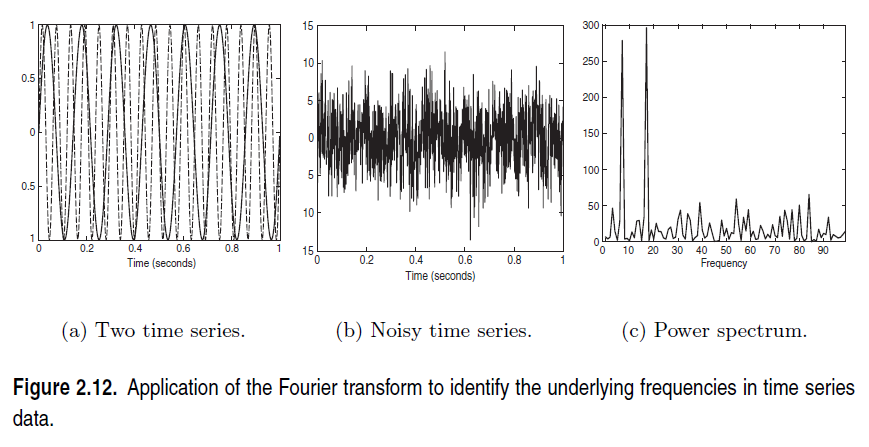 1
0.5
0
0.5
1
0 0.2 0.4 0.6 0.8 1
Time (seconds)
15
10
5
0
5
10
15
0 0.2 0.4 0.6 0.8 1
Time (seconds)
300
250
200
150
100
50
0
0 10 20 30 40 50 60 70 80 90
Frequency
(a) Two time series.
(b) Noisy time series.
(c) Power spectrum.
Figure 2.12. Application of the Fourier transform to identify the underlying frequencies in time series
data.